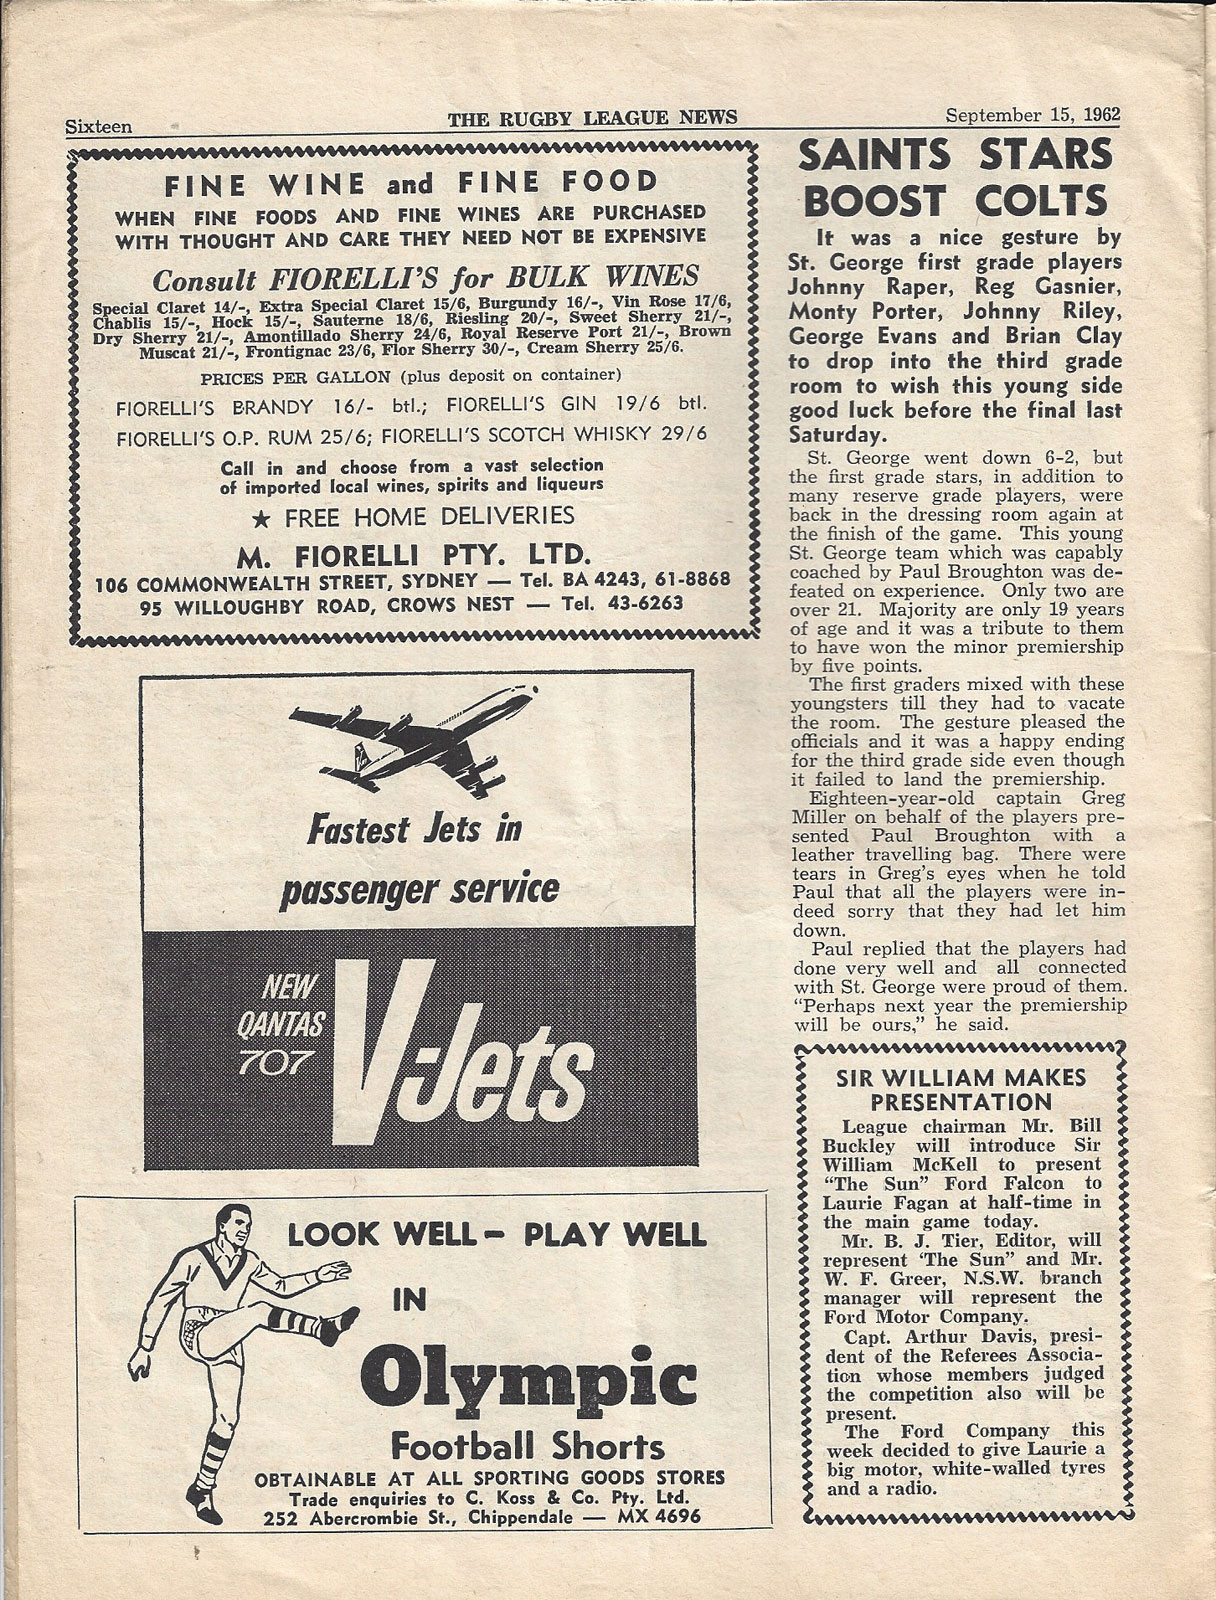 Sixteen
THE RUGBY LEAGUE NEWS
September 15, 1962
FINE WINE and FINE FOOD
WHEN FINE FOODS AND FINE WINES ARE PURCHASED
WITH THOUGHT AND CARE THEY NEED NOT BE EXPENSIVE
Consult FIORELLI'S for BULK WINES
Special Claret 14/-, Extra Special Claret 15/6, Burgundy 16/-, Vin Rose 17/6,
Chablis 15/-, Hock 15/-, Sauterne 18/6, Riesling 20/-, Sweet Sherry 21/-,
Dry Sherry 21/-, Amontillado Sherry 24/6, Royal Reserve Port 21/-, Brown
Muscat 21/-, Frontignac 23/6, Flor Sherry 30/-, Cream Sherry 25/6.
PRICES PER GALLON (plus deposit on container)
FIORELLI'S BRANDY 16/- btl.; FIORELLI'S GIN 19/6 btl.
FIORELLI'S O.P. RUM 25/6; FIORELLI'S SCOTCH WHISKY 29/6
Call in and choose from a vast selection
of imported local wines, spirits and liqueurs
★ FREE HOME DELIVERIES
M. FIORELLI PTY. LTD.
106 COMMONWEALTH STREET, SYDNEY — Tel. BA 4243, 61-8868
95 WILLOUGHBY ROAD, CROWS NEST — Tel. 43-6263
Fastest Jets in
passenger service
NEW
QANTAS
707
V-Jets
LOOK WELL – PLAY WELL
IN
Olympic
Football Shorts
OBTAINABLE AT ALL SPORTING GOODS STORES
Trade enquiries to C. Koss & Co. Pty. Ltd.
252 Abercrombie St., Chippendale — MX 4696
SAINTS STARS
BOOST COLTS
It was a nice gesture by
St. George first grade players
Johnny Raper, Reg Gasnier,
Monty Porter, Johnny Riley,
George Evans and Brian Clay
to drop into the third grade
room to wish this young side
good luck before the final last
Saturday.
St. George went down 6-2, but
the first grade stars, in addition to
many reserve grade players, were
back in the dressing room again at
the finish of the game. This young
St. George team which was capably
coached by Paul Broughton was de-
feated on experience. Only two are
over 21. Majority are only 19 years
of age and it was a tribute to them
to have won the minor premiership
by five points.
The first graders mixed with these
youngsters till they had to vacate
the room. The gesture pleased the
officials and it was a happy ending
for the third grade side even though
it failed to land the premiership.
Eighteen-year-old captain Greg
Miller on behalf of the players pre-
sented Paul Broughton with a
leather travelling bag. There were
tears in Greg's eyes when he told
Paul that all the players were in-
deed sorry that they had let him
down.
Paul replied that the players had
done very well and all connected
with St. George were proud of them.
"Perhaps next year the premiership
will be ours," he said.
SIR WILLIAM MAKES
PRESENTATION
League chairman Mr. Bill
Buckley will introduce Sir
William McKell to present
"The Sun" Ford Falcon to
Laurie Fagan at half-time in
the main game today.
Mr. B. J. Tier, Editor, will
represent 'The Sun" and Mr.
W. F. Greer, N.S.W. branch
manager will represent the
Ford Motor Company.
Capt. Arthur Davis, presi-
dent of the Referees Associa-
tion whose members judged
the competition also will be
present.
The Ford Company this
week decided to give Laurie a
big motor, white-walled tyres
and a radio.